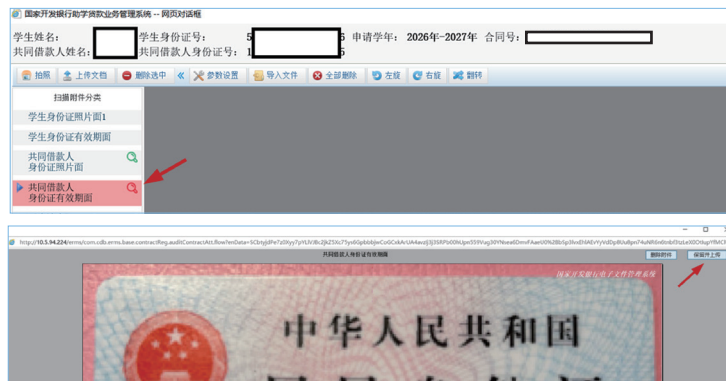 国家开发银行助学贷款业务管理系统 -- 网页对话框
学生姓名： 学生身份证号： 5 5 申请学年： 2026年-2027年 合同号：
共同借款人姓名： 共同借款人身份证号： 1 5
拍照 上传文档 删除选中 参数设置 导入文件 全部删除 左旋 右旋 翻转
扫描附件分类
学生身份证照片面1
学生身份证有效期面
共同借款人
身份证照片面
共同借款人
身份证有效期面
共同借款人身份证有效期面 删除附件 保留并上传
国家开发银行电子文件管理系统
中华人民共和国